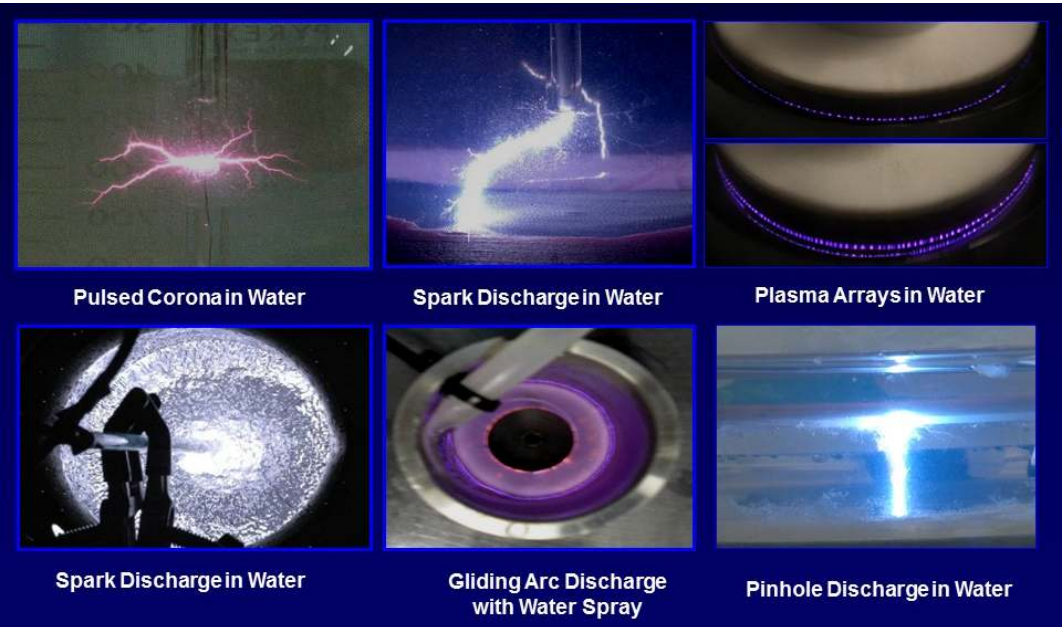 Pulsed Corona in Water
Spark Discharge in Water
Plasma Arrays in Water
Spark Discharge in Water
Gliding Arc Discharge
with Water Spray
Pinhole Discharge in Water